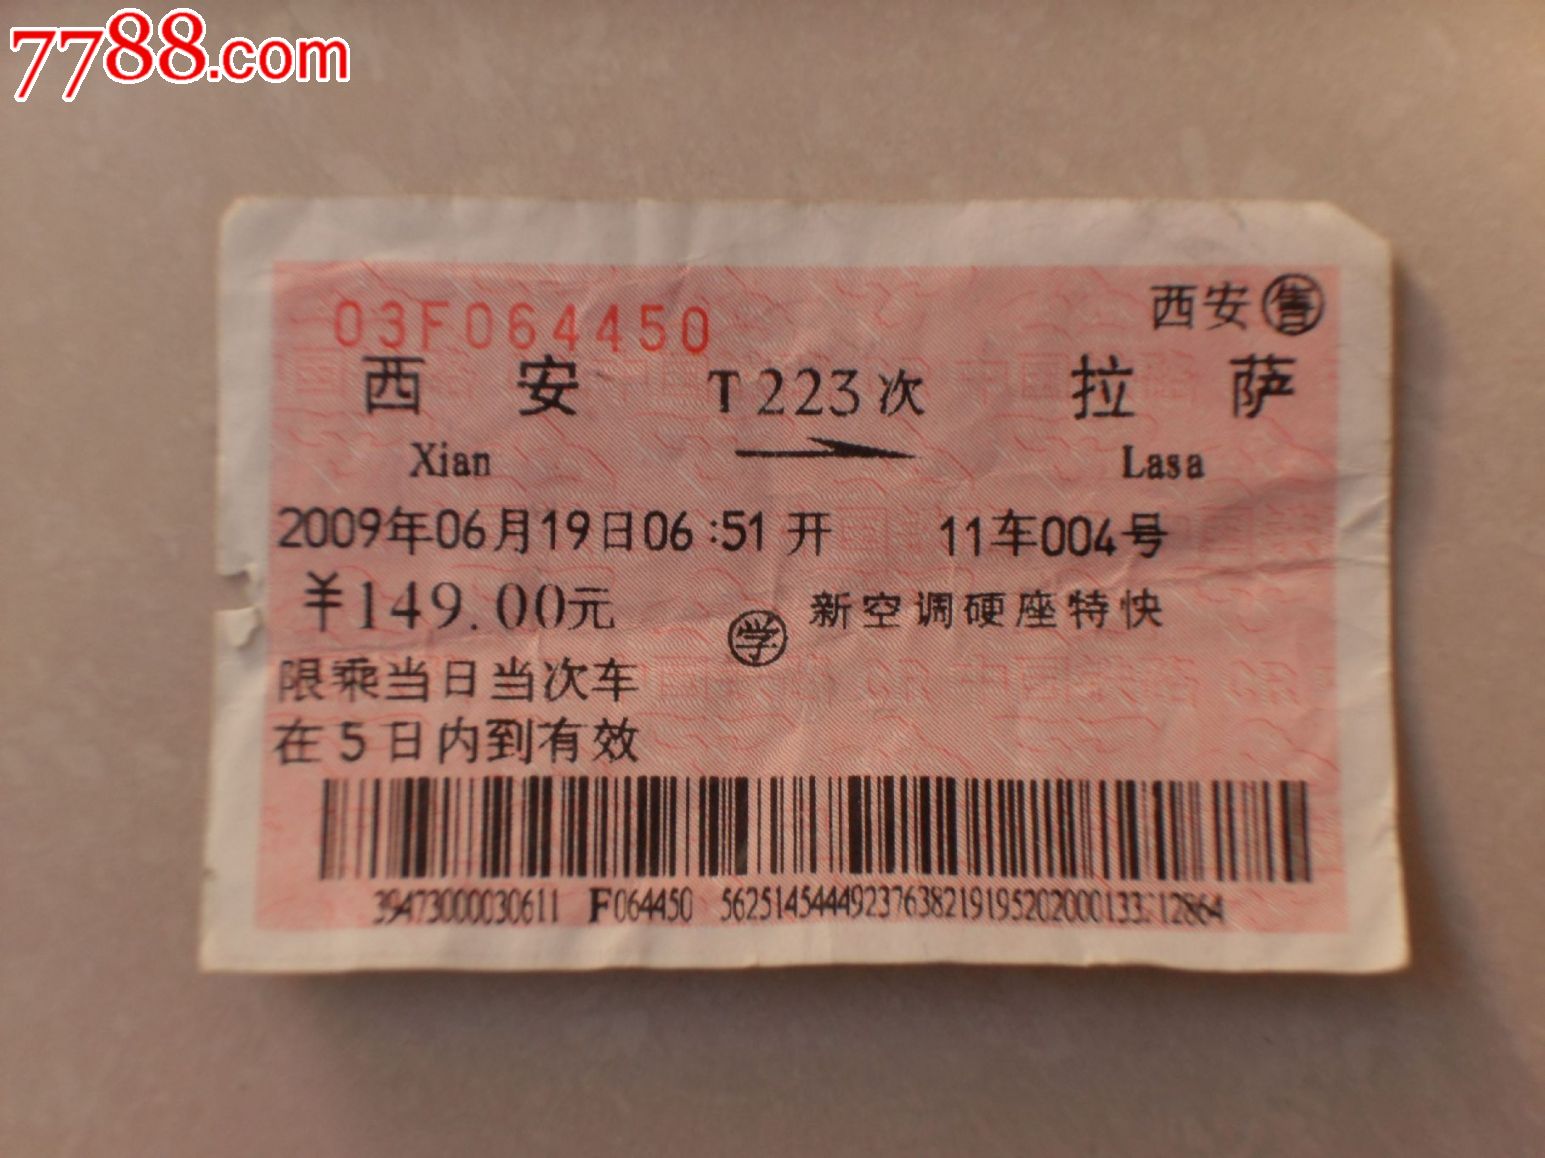 7788.com
03F064450
西安售
西安 T223次 拉萨
Xian Lasa
2009年06月19日06:51开 11车004号
¥149.00元 学 新空调硬座特快
限乘当日当次车
在5日内到有效
39473000030611 F064450